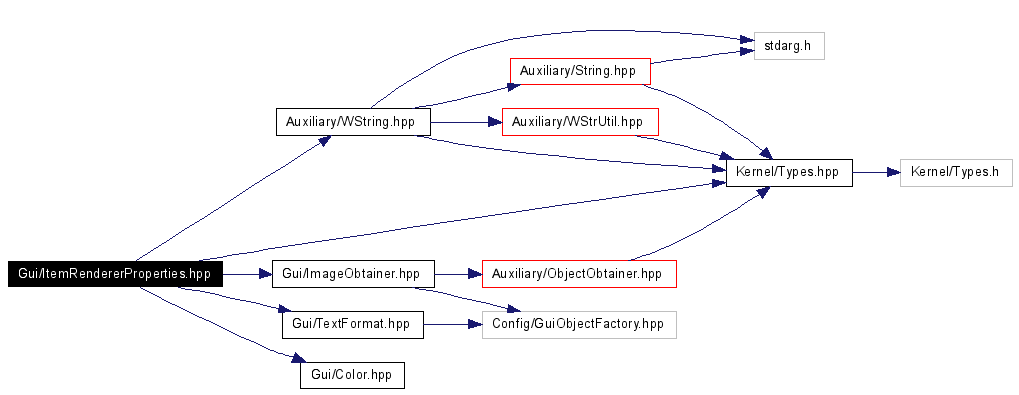 stdarg.h
Auxiliary/String.hpp
Auxiliary/WString.hpp
Auxiliary/WStrUtil.hpp
Kernel/Types.hpp
Kernel/Types.h
Gui/ItemRendererProperties.hpp
Gui/ImageObtainer.hpp
Auxiliary/ObjectObtainer.hpp
Gui/TextFormat.hpp
Config/GuiObjectFactory.hpp
Gui/Color.hpp